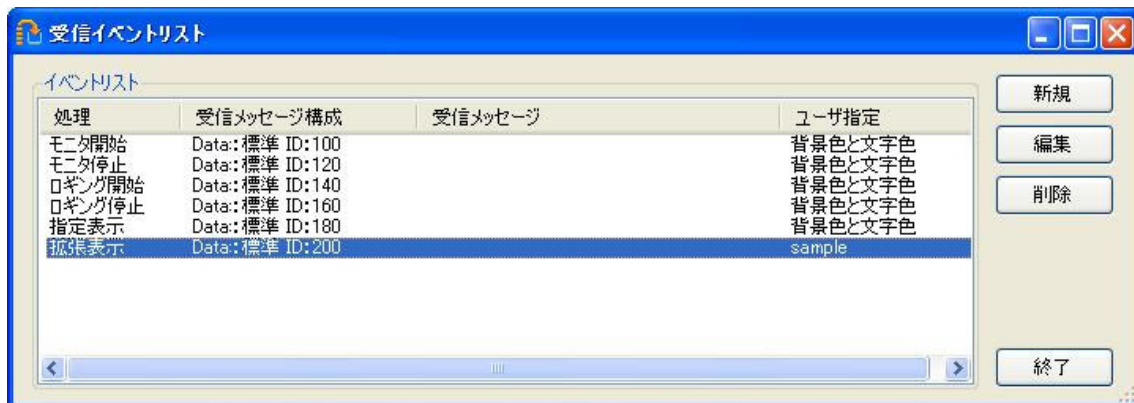 受信イベントリスト
イベントリスト
処理 受信メッセージ構成 受信メッセージ ユーザ指定
モニタ開始 Data::標準 ID:100 背景色と文字色
モニタ停止 Data::標準 ID:120 背景色と文字色
ロギング開始 Data::標準 ID:140 背景色と文字色
ロギング停止 Data::標準 ID:160 背景色と文字色
指定表示 Data::標準 ID:180 背景色と文字色
拡張表示 Data::標準 ID:200 sample
新規
編集
削除
終了